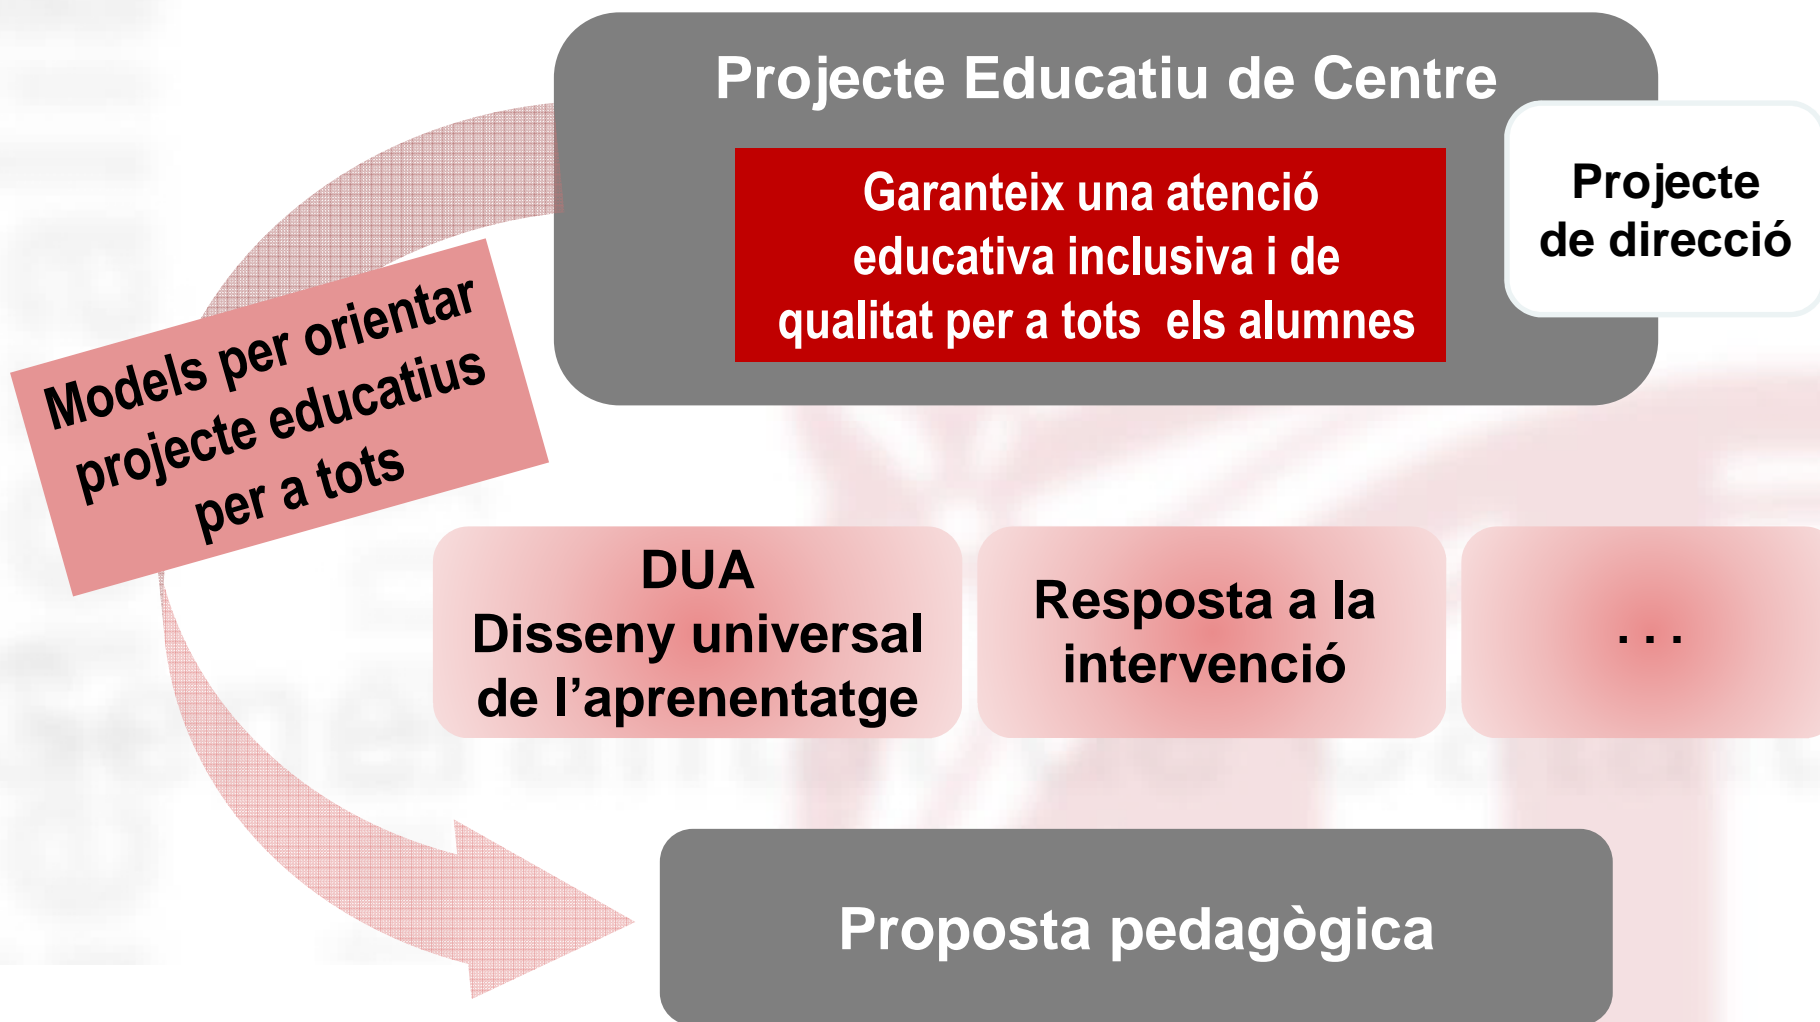 Projecte Educatiu de Centre
Garanteix una atenció
educativa inclusiva i de
qualitat per a tots els alumnes
Projecte
de direcció
Models per orientar
projecte educatius
per a tots
DUA
Disseny universal
de l’aprenentatge
Resposta a la
intervenció
. . .
Proposta pedagògica